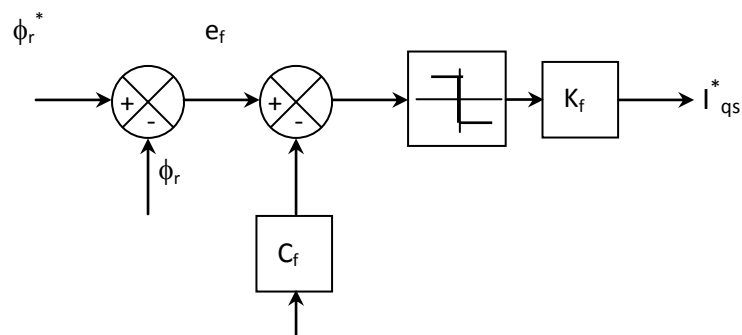 ϕr*
ef
+
-
+
-
Kf
I*qs
ϕr
Cf